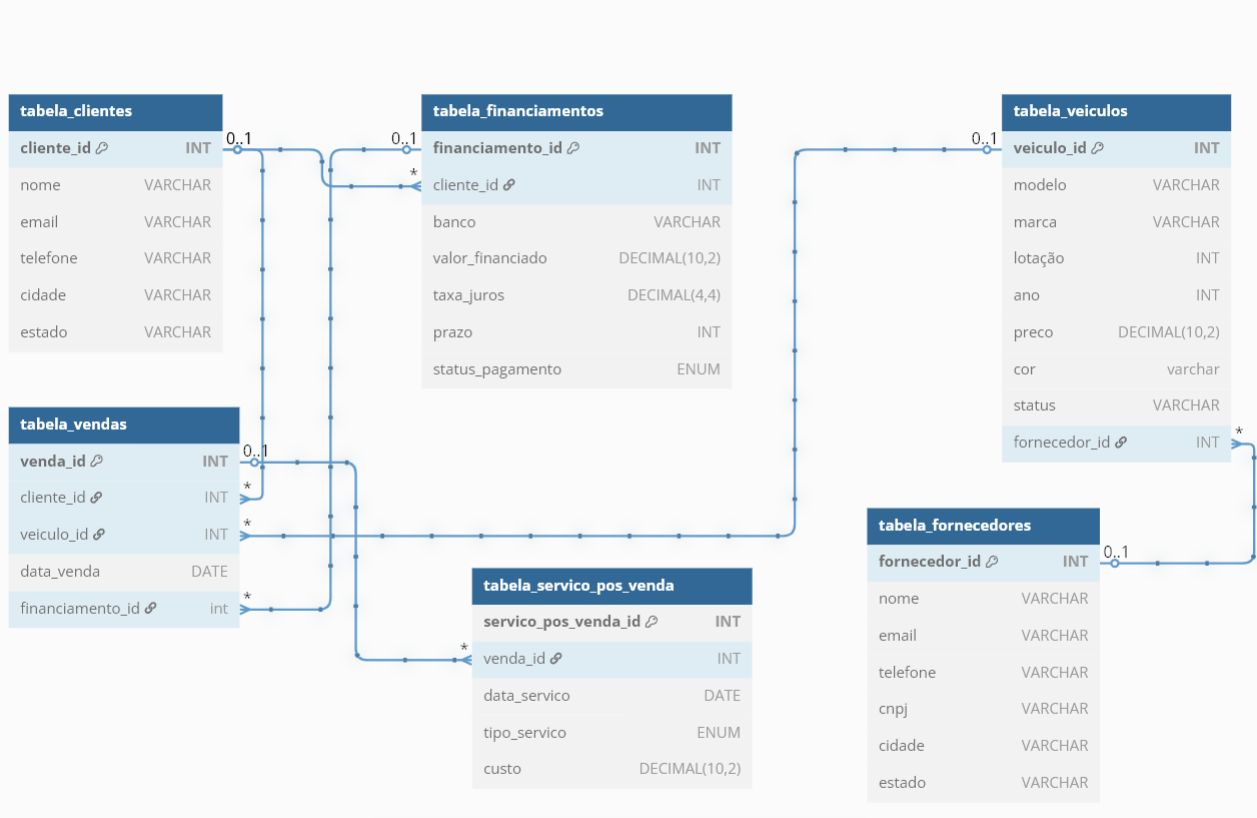 tabela_clientes
cliente_id INT
nome VARCHAR
email VARCHAR
telefone VARCHAR
cidade VARCHAR
estado VARCHAR
0..1
tabela_financiamentos
0..1
financiamento_id INT
*
cliente_id INT
banco VARCHAR
valor_financiado DECIMAL(10,2)
taxa_juros DECIMAL(4,4)
prazo INT
status_pagamento ENUM
tabela_veiculos
0..1
veiculo_id INT
modelo VARCHAR
marca VARCHAR
lotação INT
ano INT
preco DECIMAL(10,2)
cor varchar
status VARCHAR
fornecedor_id INT
*
tabela_vendas
venda_id INT
0..1
cliente_id INT
*
veiculo_id INT
*
data_venda DATE
financiamento_id int
*
tabela_servico_pos_venda
servico_pos_venda_id INT
*
venda_id INT
data_servico DATE
tipo_servico ENUM
custo DECIMAL(10,2)
tabela_fornecedores
fornecedor_id INT
0..1
nome VARCHAR
email VARCHAR
telefone VARCHAR
cnpj VARCHAR
cidade VARCHAR
estado VARCHAR